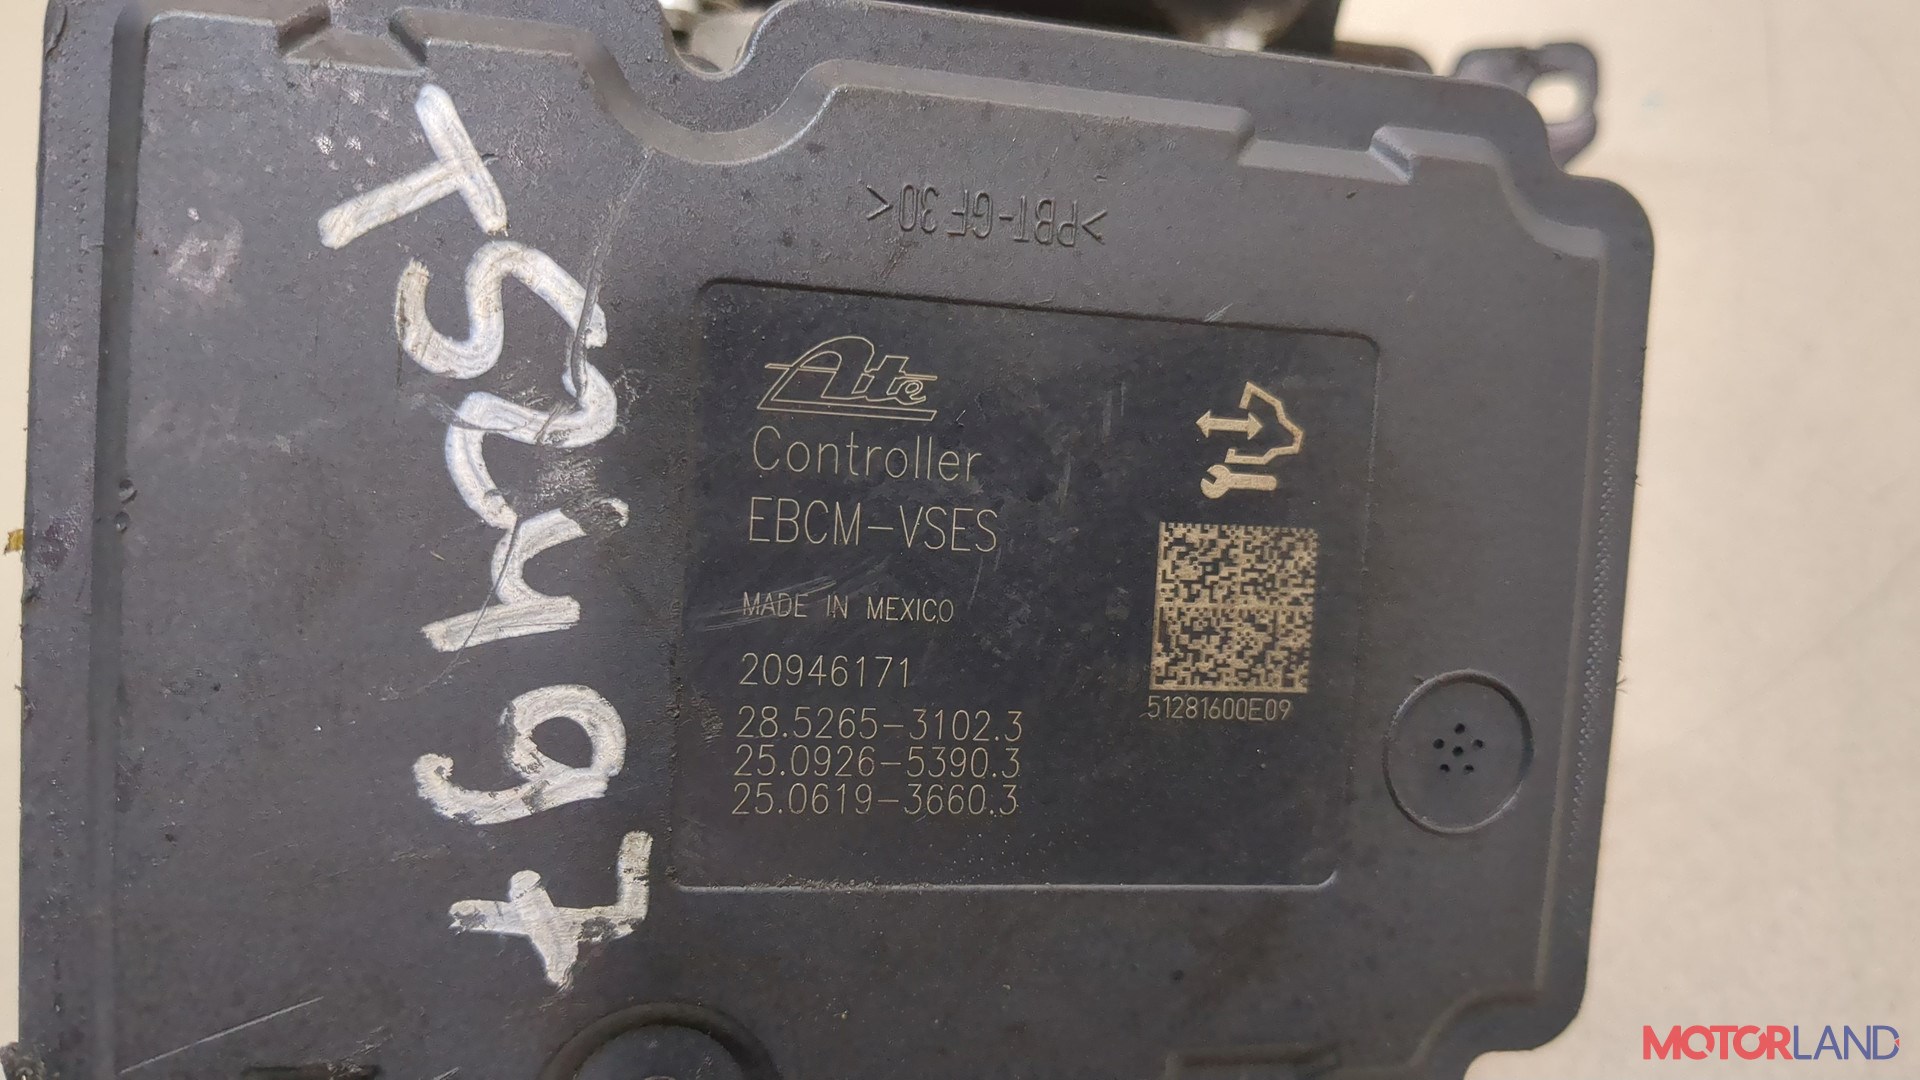 >PBT-GF 30<
Ate
Controller
EBCM-VSES
MADE IN MEXICO
20946171
28.5265-3102.3
25.0926-5390.3
25.0619-3660.3
51281600E09
MOTORLAND